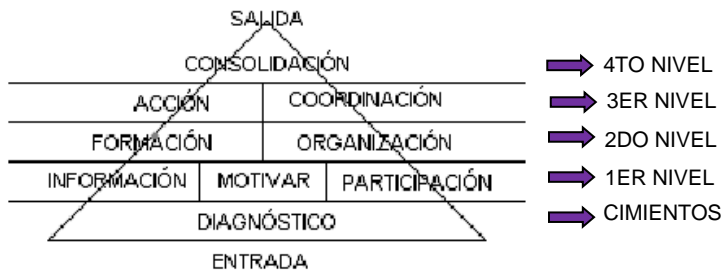 SALIDA
CONSOLIDACIÓN 4TO NIVEL
ACCIÓN COORDINACIÓN 3ER NIVEL
FORMACIÓN ORGANIZACIÓN 2DO NIVEL
INFORMACIÓN MOTIVAR PARTICIPACIÓN 1ER NIVEL
DIAGNÓSTICO CIMIENTOS
ENTRADA